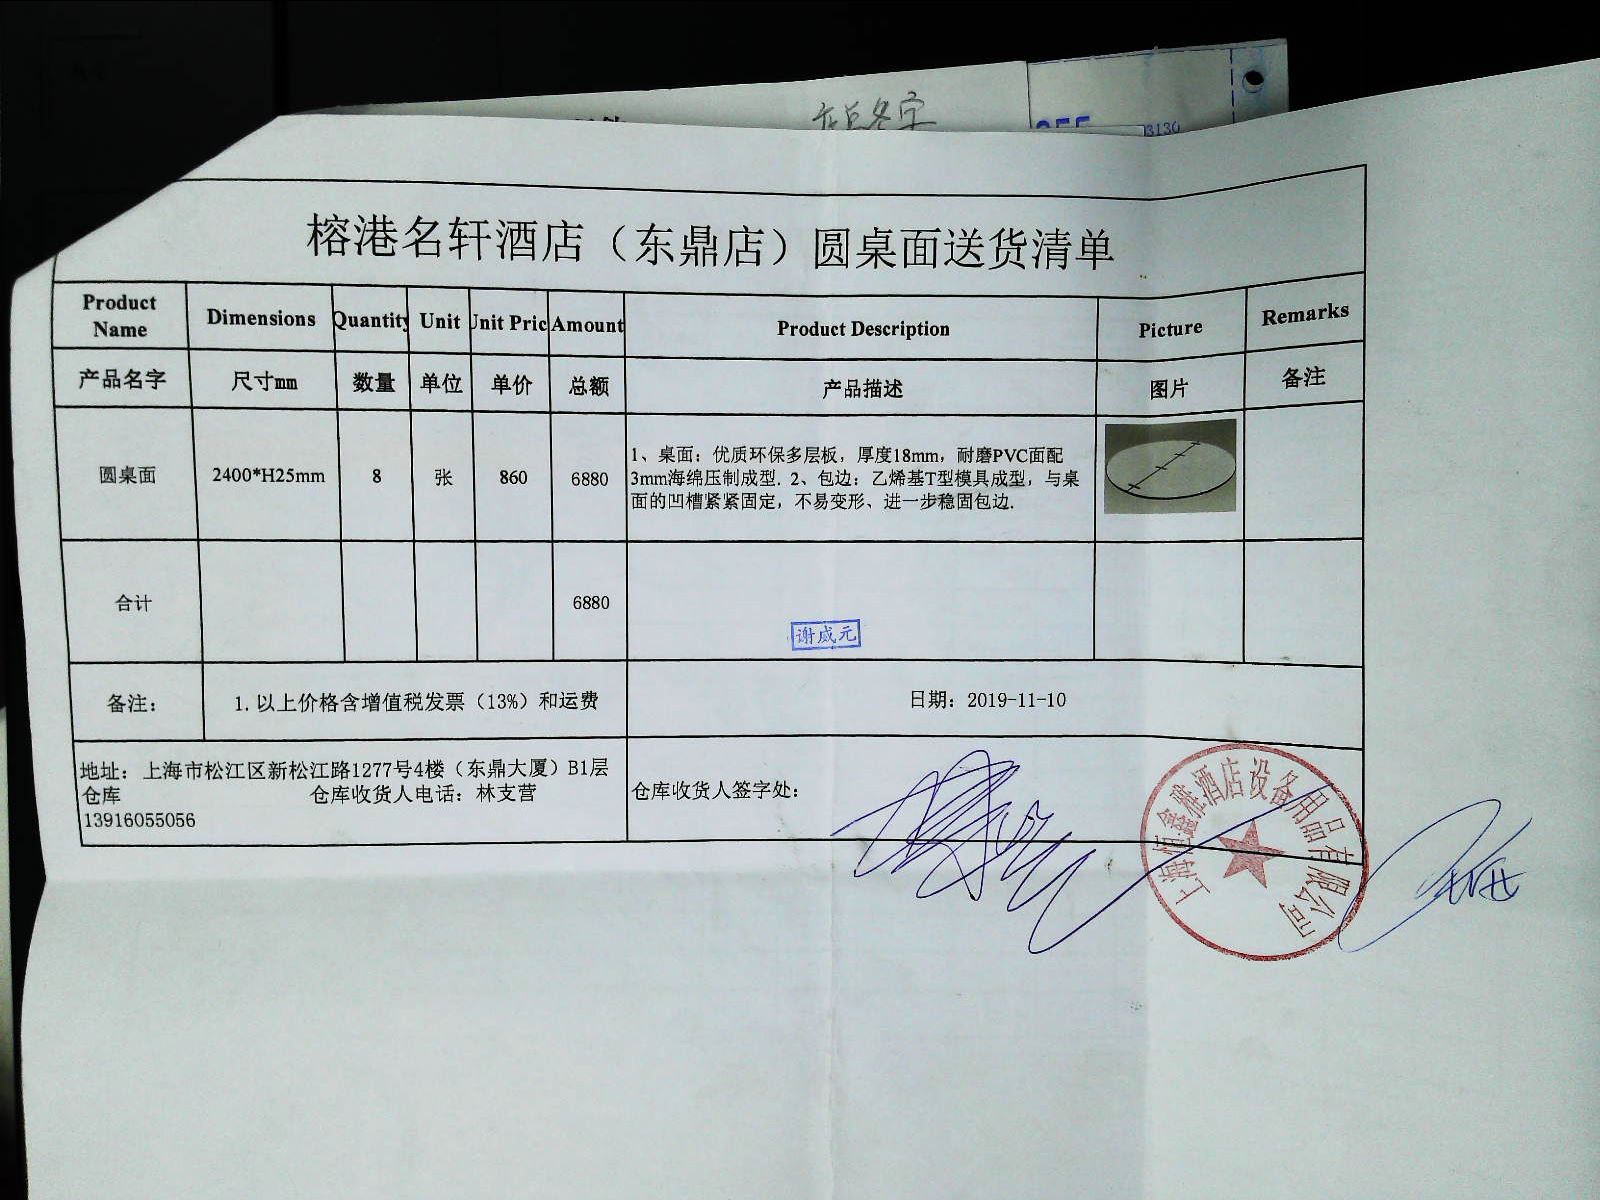 3130
榕港名轩酒店（东鼎店）圆桌面送货清单
Product Name
Dimensions
Quantity
Unit
Unit Pric
Amount
Product Description
Picture
Remarks
产品名字
尺寸mm
数量
单位
单价
总额
产品描述
图片
备注
圆桌面
2400*H25mm
8
张
860
6880
1、桌面：优质环保多层板，厚度18mm，耐磨PVC面配
3mm海绵压制成型. 2、包边：乙烯基T型模具成型，与桌
面的凹槽紧紧固定，不易变形、进一步稳固包边.
合计
6880
谢威元
备注：
1.以上价格含增值税发票（13%）和运费
日期：2019-11-10
地址：上海市松江区新松江路1277号4楼（东鼎大厦）B1层
仓库 仓库收货人电话：林支营
13916055056
仓库收货人签字处：